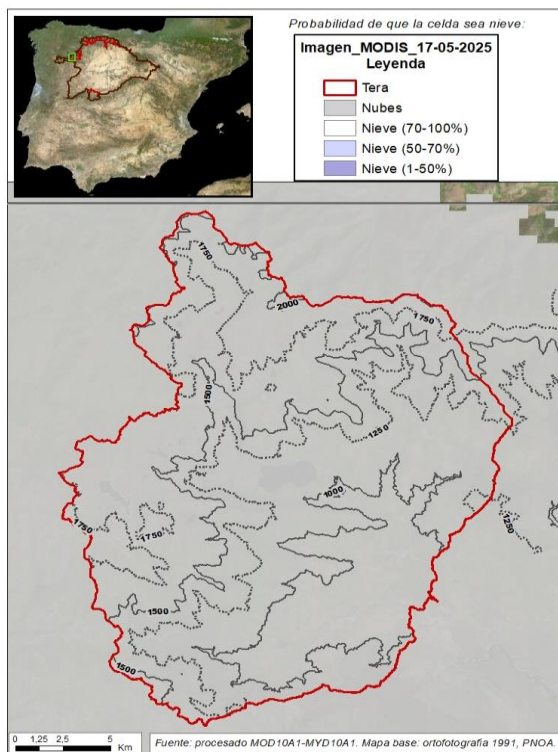 Probabilidad de que la celda sea nieve:
Imagen_MODIS_17-05-2025
Leyenda
Tera
Nubes
Nieve (70-100%)
Nieve (50-70%)
Nieve (1-50%)
1750
2000
1750
1500
1250
1000
1250
1750
1750
1500
1500
0 1,25 2,5 5
Km
Fuente: procesado MOD10A1-MYD10A1. Mapa base: ortofotografia 1991, PNOA